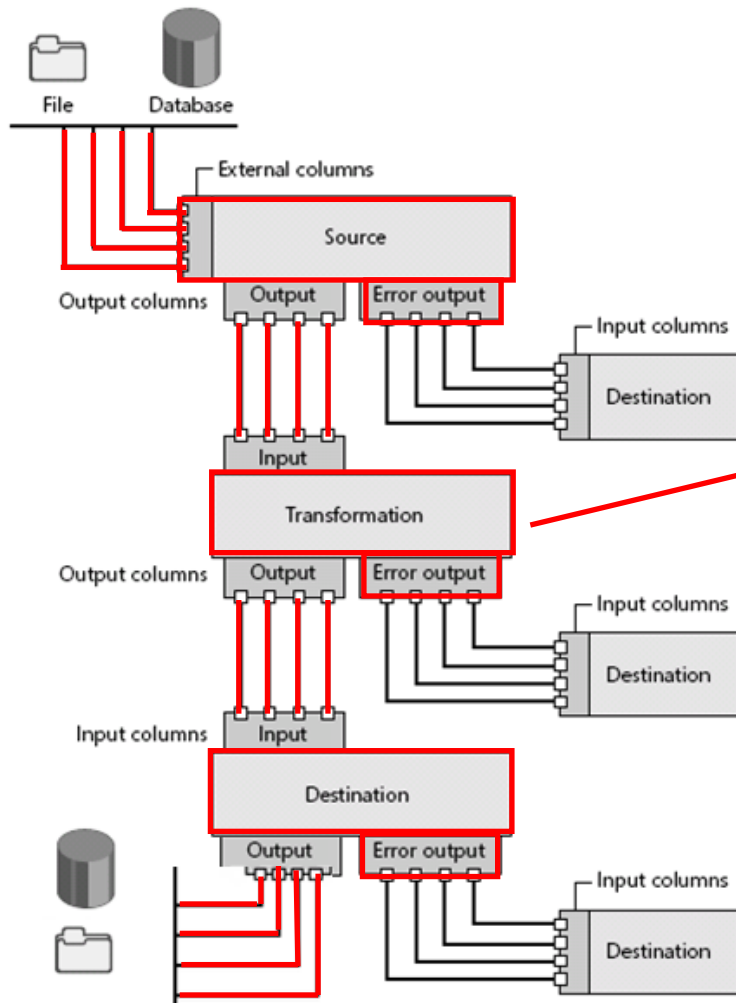 File
Database
External columns
Source
Output columns
Output
Error output
Input columns
Destination
Input
Transformation
Output columns
Output
Error output
Input columns
Destination
Input columns
Input
Destination
Output
Error output
Input columns
Destination